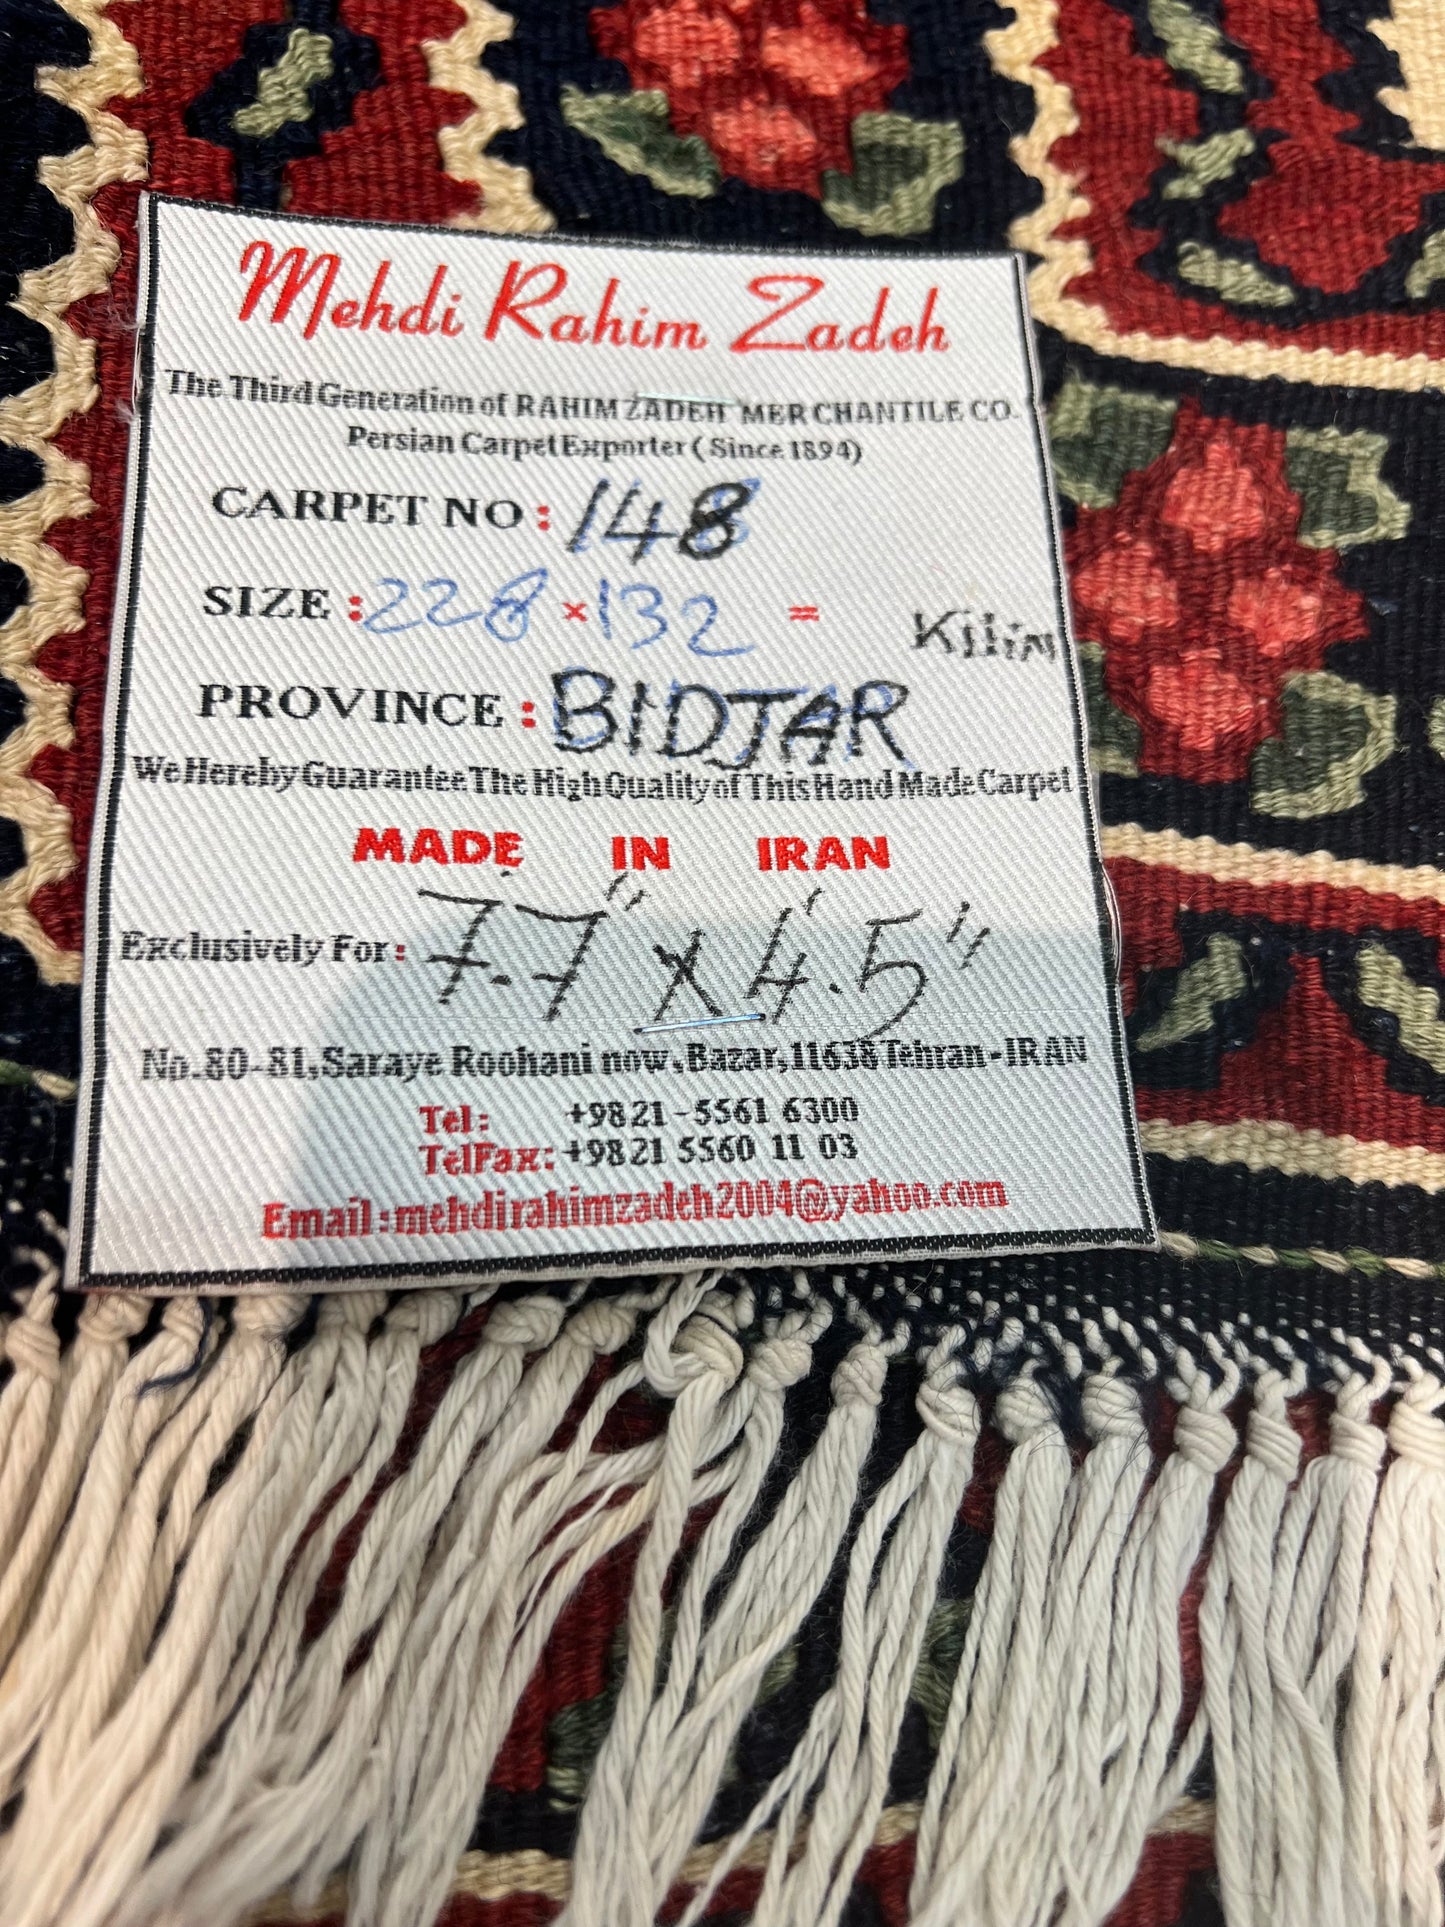 Mehdi Rahim Zadeh
The Third Generation of RAHIM ZADEH MERCHANTILE CO.
Persian Carpet Exporter (Since 1894)
CARPET NO : 148
SIZE : 228 × 132 = Kilim
PROVINCE : BIDJAR
We Hereby Guarantee The High Quality of This Hand Made Carpet
MADE IN IRAN
Exclusively For : 7.7" x 4'.5"
No.80-81, Saraye Roohani now, Bazar, 11638 Tehran - IRAN
Tel : +9821 - 5561 6300
TelFax : +9821 5560 11 03
Email : mehdirahimzadeh2004@yahoo.com